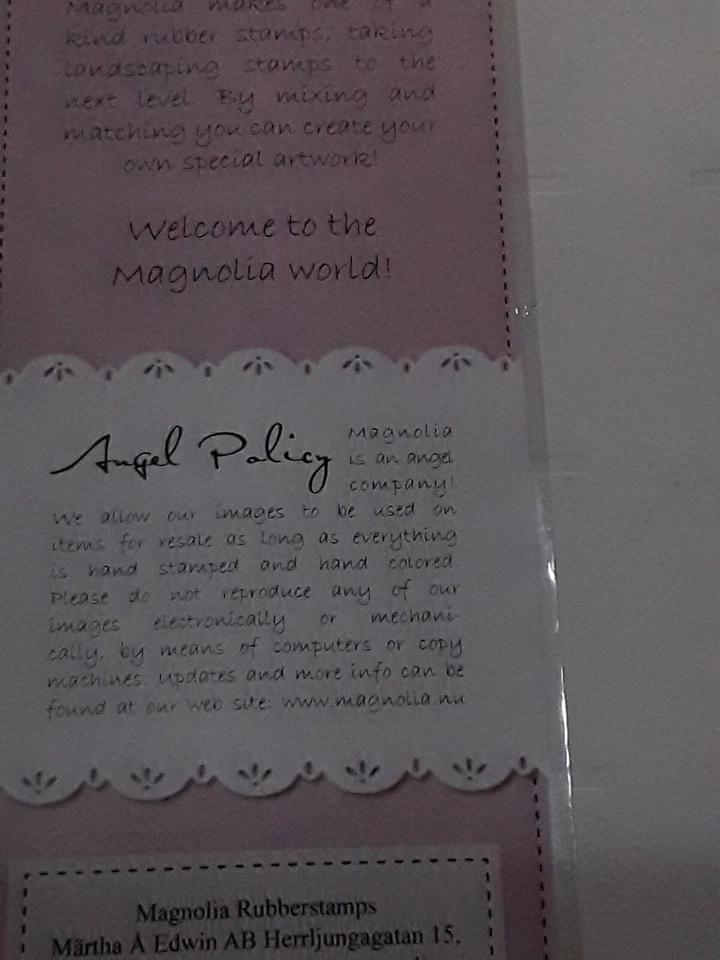 Magnolia makes one of a
kind rubber stamps, taking
landscaping stamps to the
next level. By mixing and
matching you can create your
own special artwork!
Welcome to the
Magnolia world!
Angel Policy
Magnolia
is an angel
company!
We allow our images to be used on
items for resale as long as everything
is hand stamped and hand colored.
Please do not reproduce any of our
images electronically or mechani-
cally, by means of computers or copy
machines. Updates and more info can be
found at our web site: www.magnolia.nu
Magnolia Rubberstamps
Märtha Å Edwin AB Herrljungagatan 15,